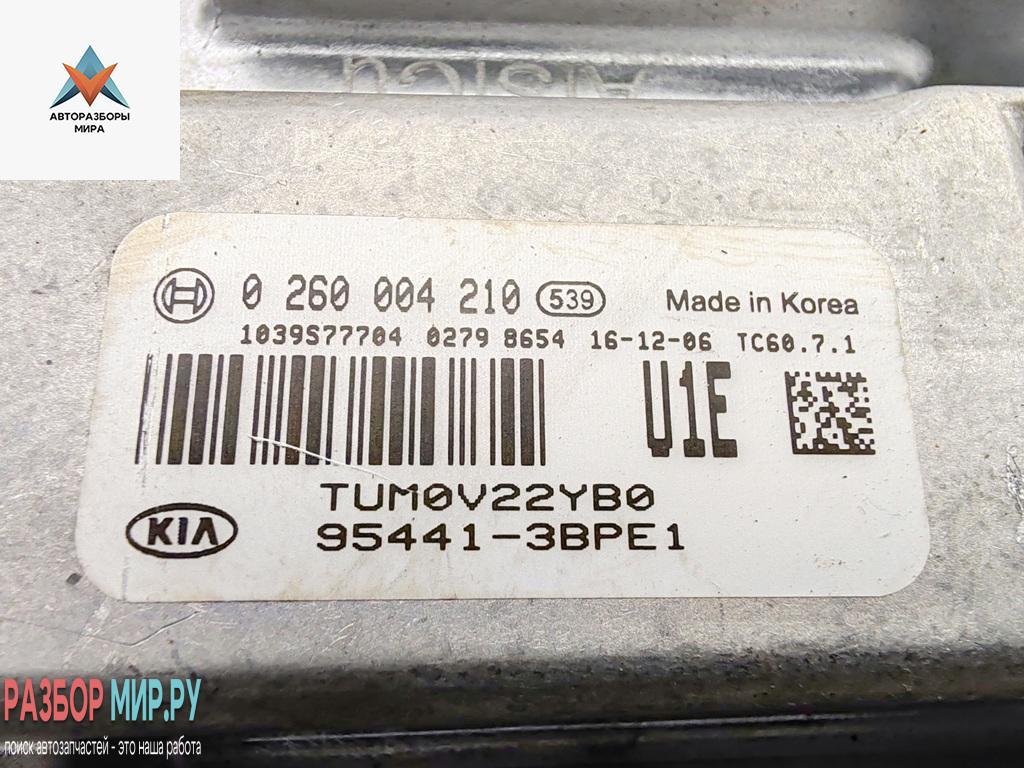 АВТОРАЗБОРЫ
МИРА
0 260 004 210 539 Made in Korea
1039S77704 0279 8654 16-12-06 TC60.7.1
U1E
TUM0V22YB0
KIA 95441-3BPE1
РАЗБОР МИР.РУ
поиск автозапчастей - это наша работа